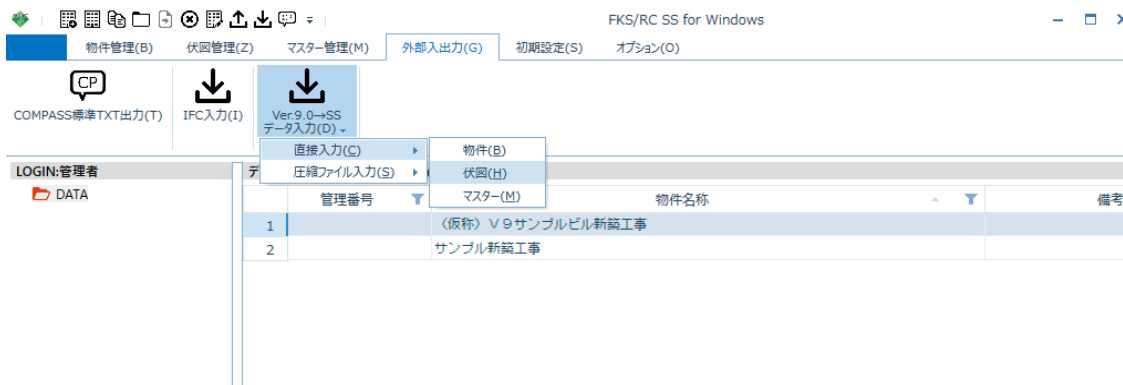 FKS/RC SS for Windows
物件管理(B) 伏図管理(Z) マスター管理(M) 外部入出力(G) 初期設定(S) オプション(O)
CP
COMPASS標準TXT出力(T) IFC入力(I) Ver.9.0→SS
データ入力(D)
直接入力(C) 物件(B)
LOGIN:管理者 デ 圧縮ファイル入力(S) 伏図(H)
DATA 管理番号 マスター(M) 物件名称 備考
1 〈仮称〉V9サンプルビル新築工事
2 サンプル新築工事